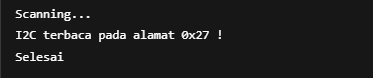 Scanning...
I2C terbaca pada alamat 0x27 !
Selesai